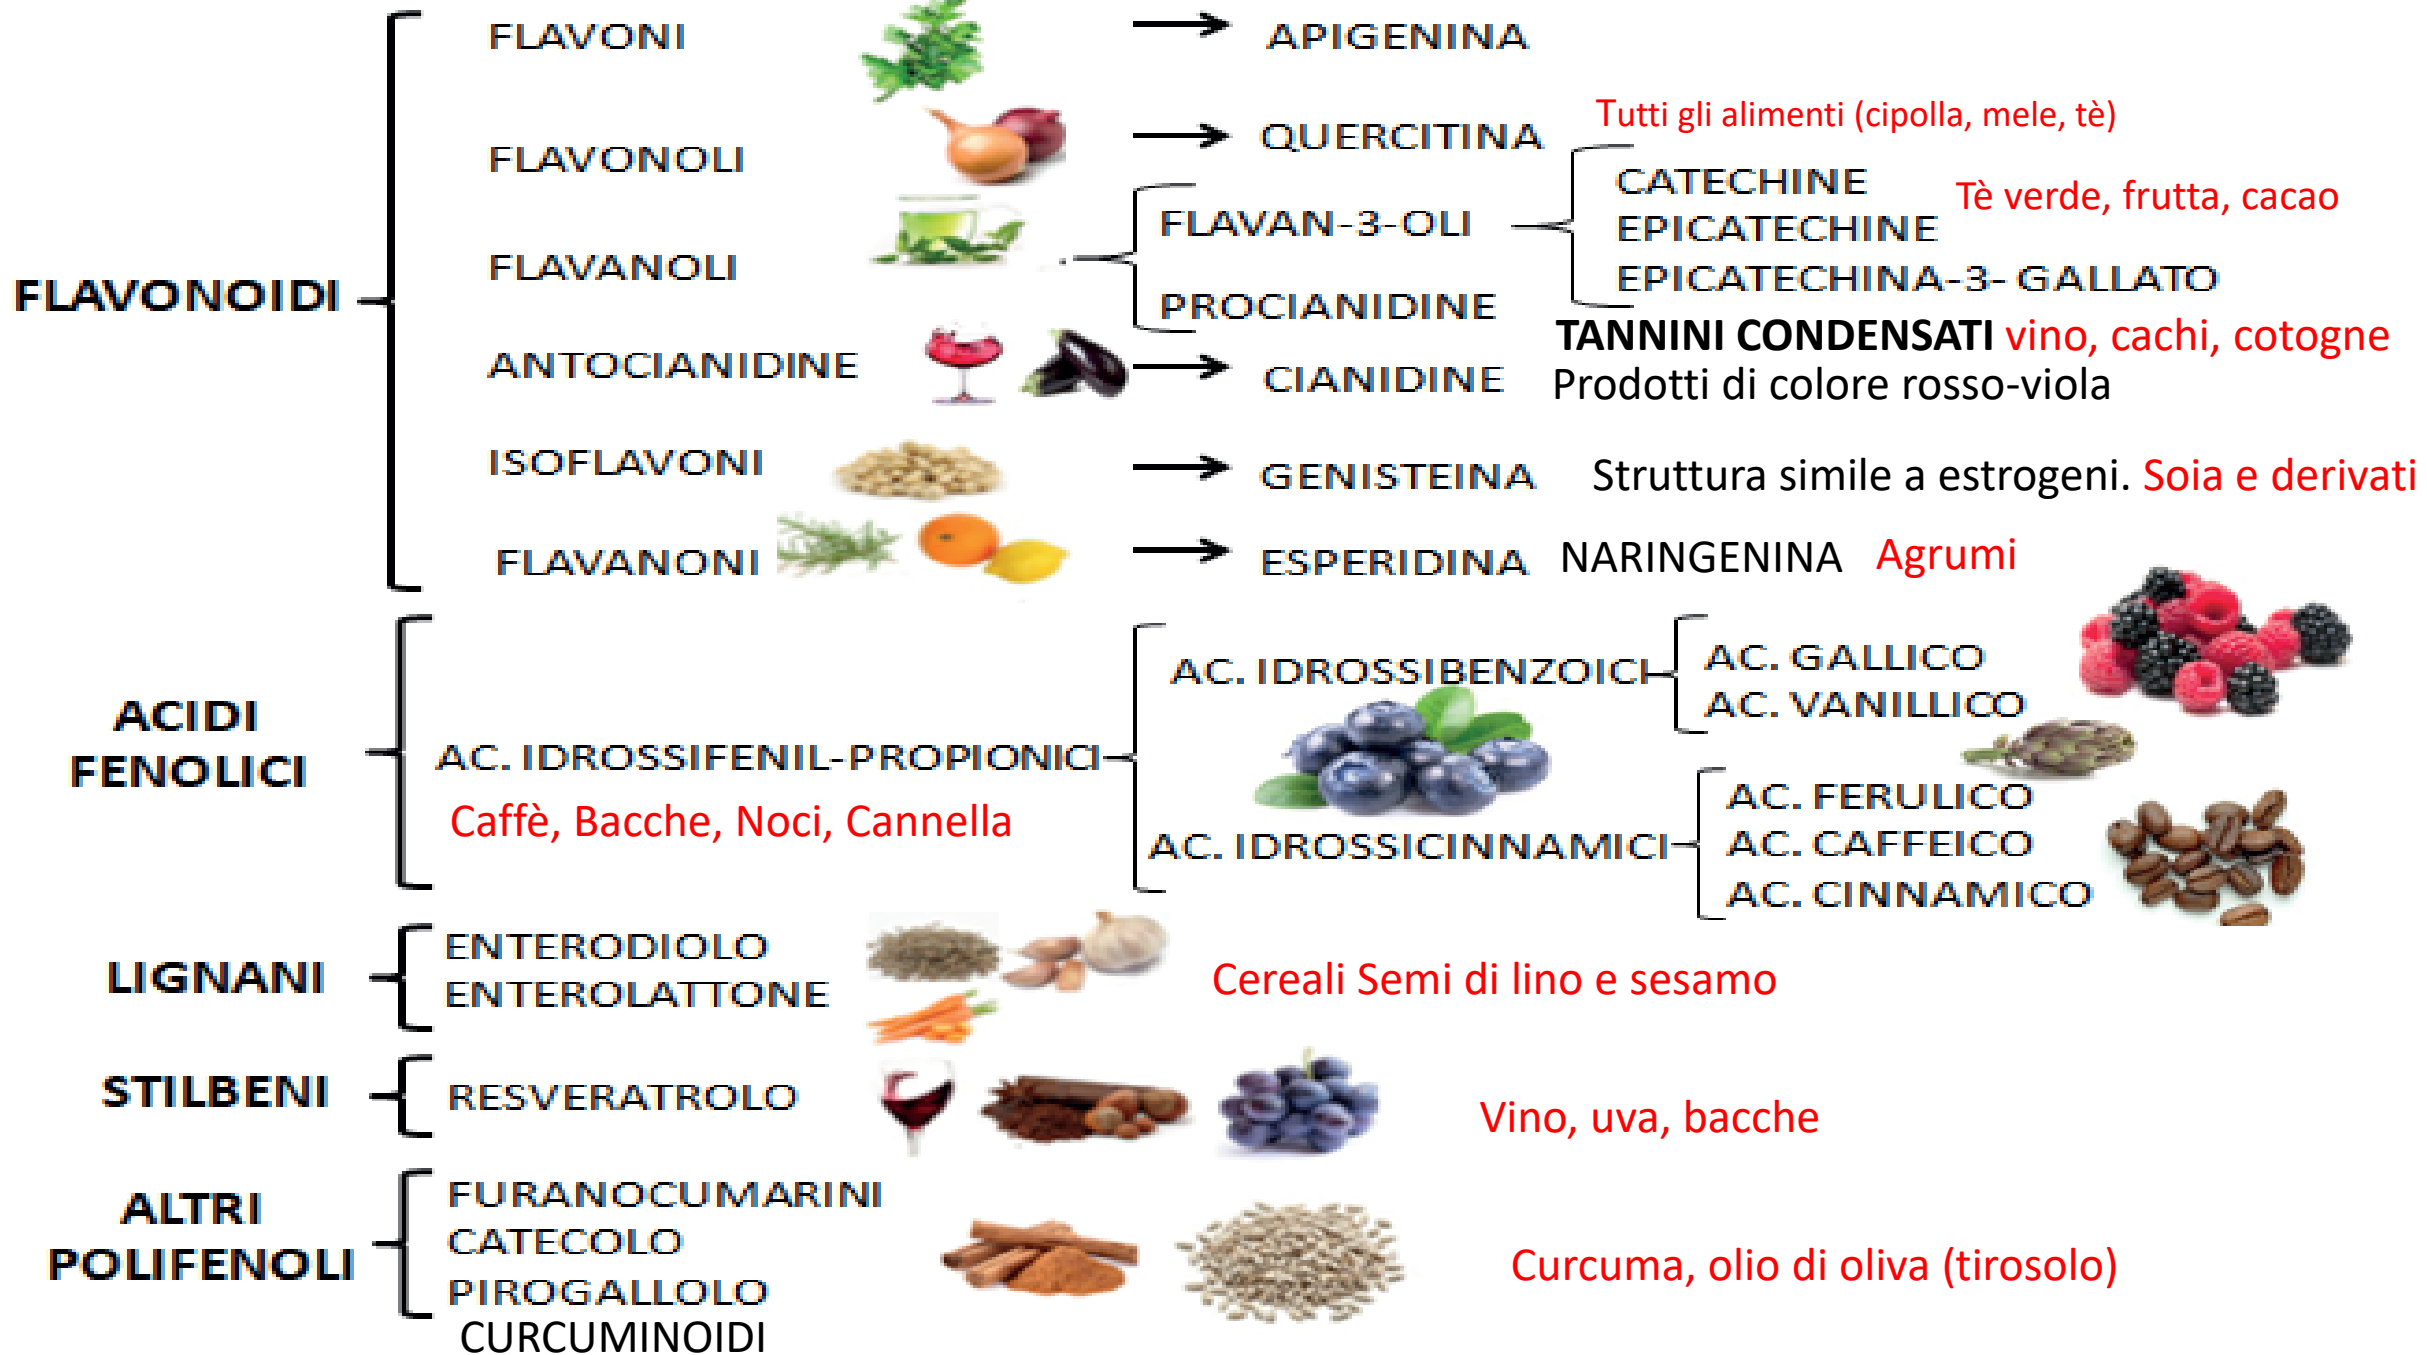 FLAVONOIDI
FLAVONI
APIGENINA
FLAVONOLI
QUERCITINA
Tutti gli alimenti (cipolla, mele, tè)
FLAVANOLI
FLAVAN-3-OLI
CATECHINE
EPICATECHINE
EPICATECHINA-3- GALLATO
Tè verde, frutta, cacao
PROCIANIDINE
TANNINI CONDENSATI vino, cachi, cotogne
ANTOCIANIDINE
CIANIDINE
Prodotti di colore rosso-viola
ISOFLAVONI
GENISTEINA
Struttura simile a estrogeni. Soia e derivati
FLAVANONI
ESPERIDINA
NARINGENINA
Agrumi
ACIDI
FENOLICI
AC. IDROSSIFENIL-PROPIONICI
Caffè, Bacche, Noci, Cannella
AC. IDROSSIBENZOICI
AC. GALLICO
AC. VANILLICO
AC. IDROSSICINNAMICI
AC. FERULICO
AC. CAFFEICO
AC. CINNAMICO
LIGNANI
ENTERODIOLO
ENTEROLATTONE
Cereali Semi di lino e sesamo
STILBENI
RESVERATROLO
Vino, uva, bacche
ALTRI
POLIFENOLI
FURANOCUMARINI
CATECOLO
PIROGALLOLO
CURCUMINOIDI
Curcuma, olio di oliva (tirosolo)